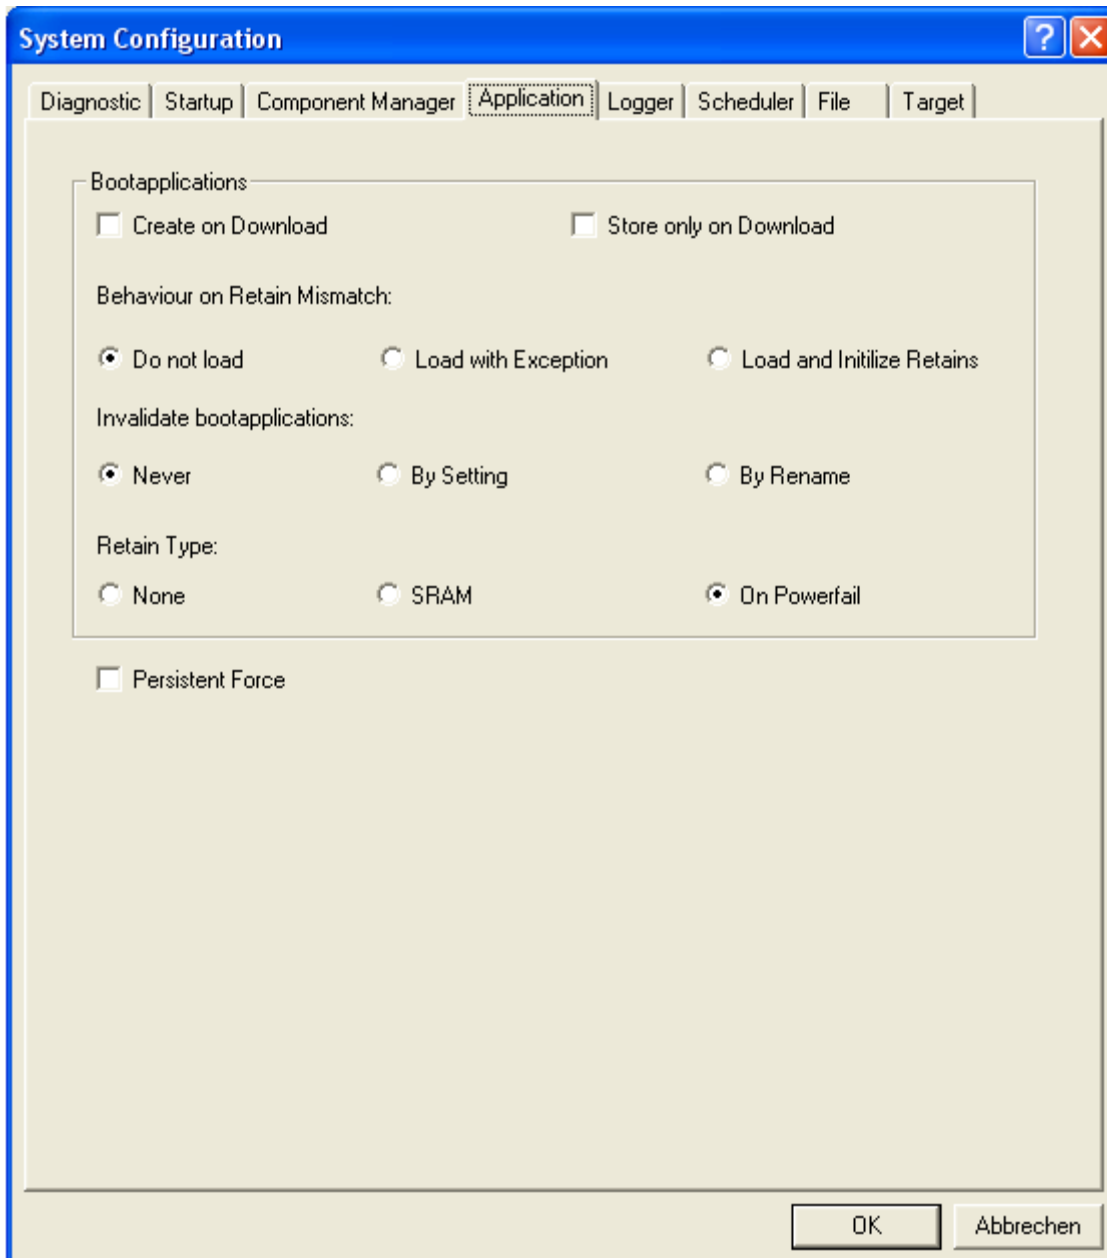 System Configuration
Diagnostic Startup Component Manager Application Logger Scheduler File Target
Bootapplications
Create on Download Store only on Download
Behaviour on Retain Mismatch:
Do not load Load with Exception Load and Initilize Retains
Invalidate bootapplications:
Never By Setting By Rename
Retain Type:
None SRAM On Powerfail
Persistent Force
OK Abbrechen